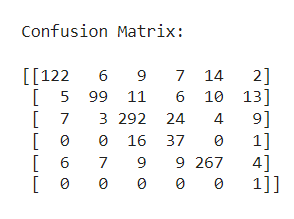 Confusion Matrix:
[[122 6 9 7 14 2]
[ 5 99 11 6 10 13]
[ 7 3 292 24 4 9]
[ 0 0 16 37 0 1]
[ 6 7 9 9 267 4]
[ 0 0 0 0 0 1]]